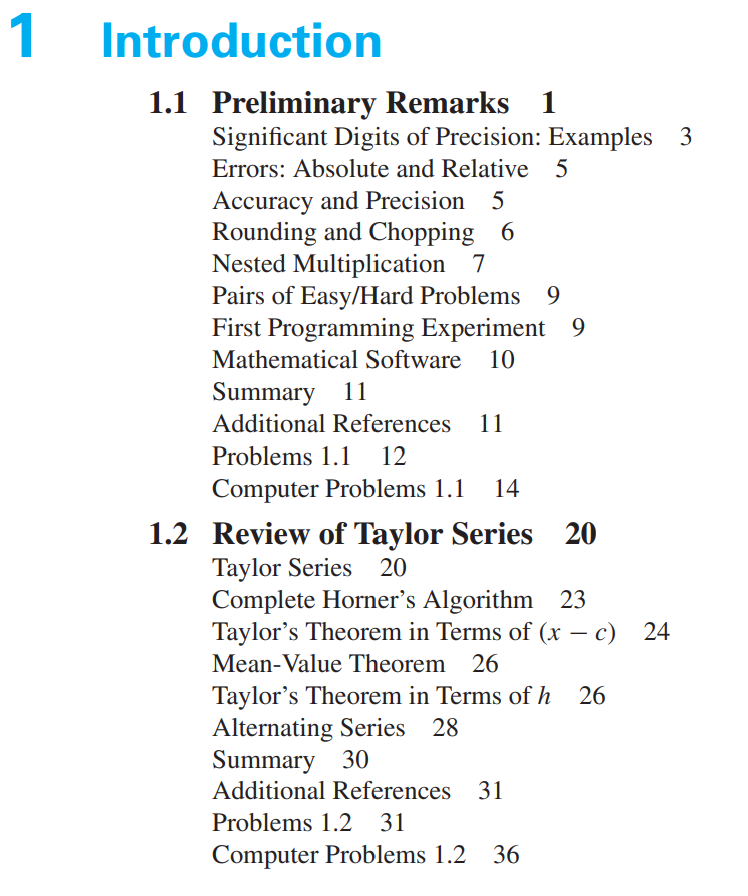 1 Introduction
1.1 Preliminary Remarks 1
Significant Digits of Precision: Examples 3
Errors: Absolute and Relative 5
Accuracy and Precision 5
Rounding and Chopping 6
Nested Multiplication 7
Pairs of Easy/Hard Problems 9
First Programming Experiment 9
Mathematical Software 10
Summary 11
Additional References 11
Problems 1.1 12
Computer Problems 1.1 14
1.2 Review of Taylor Series 20
Taylor Series 20
Complete Horner’s Algorithm 23
Taylor’s Theorem in Terms of (x − c) 24
Mean-Value Theorem 26
Taylor’s Theorem in Terms of h 26
Alternating Series 28
Summary 30
Additional References 31
Problems 1.2 31
Computer Problems 1.2 36